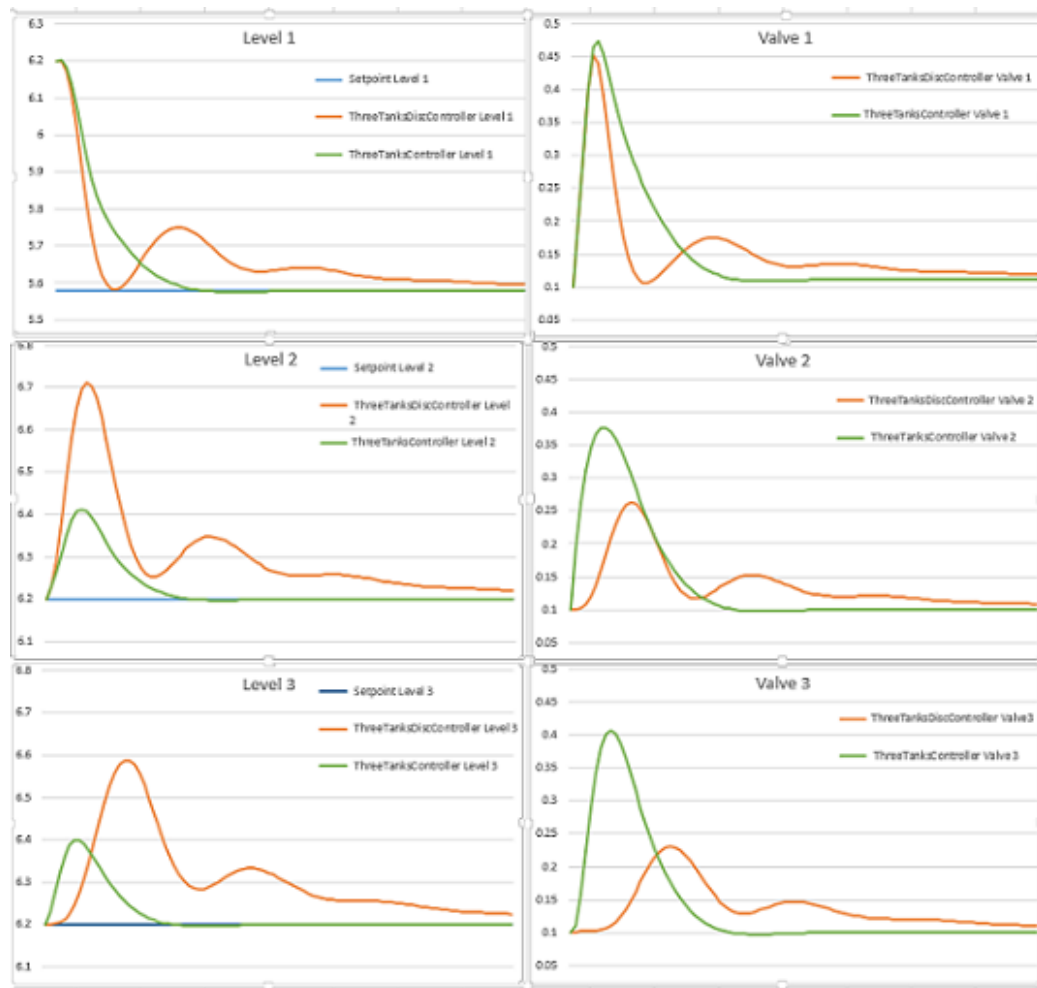 Level 1
Setpoint Level 1
ThreeTanksDiscController Level 1
ThreeTanksController Level 1
6.3
6.2
6.1
6
5.9
5.8
5.7
5.6
5.5
Valve 1
ThreeTanksDiscController Valve 1
ThreeTanksController Valve 1
0.5
0.45
0.4
0.35
0.3
0.25
0.2
0.15
0.1
0.05
Level 2
Setpoint Level 2
ThreeTanksDiscController Level
2
ThreeTanksController Level 2
6.8
6.7
6.6
6.5
6.4
6.3
6.2
6.1
Valve 2
ThreeTanksDiscController Valve 2
ThreeTanksController Valve 2
0.5
0.45
0.4
0.35
0.3
0.25
0.2
0.15
0.1
0.05
Level 3
Setpoint Level 3
ThreeTanksDiscController Level 3
ThreeTanksController Level 3
6.8
6.7
6.6
6.5
6.4
6.3
6.2
6.1
Valve 3
ThreeTanksDiscController Valve3
ThreeTanksController Valve 3
0.5
0.45
0.4
0.35
0.3
0.25
0.2
0.15
0.1
0.05